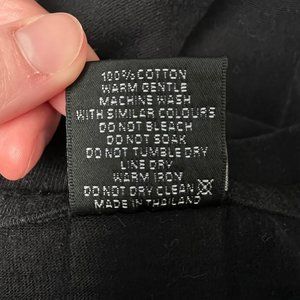 100% COTTON
WARM GENTLE
MACHINE WASH
WITH SIMILAR COLOURS
DO NOT BLEACH
DO NOT SOAK
DO NOT TUMBLE DRY
LINE DRY
WARM IRON
DO NOT DRY CLEAN
MADE IN THAILAND